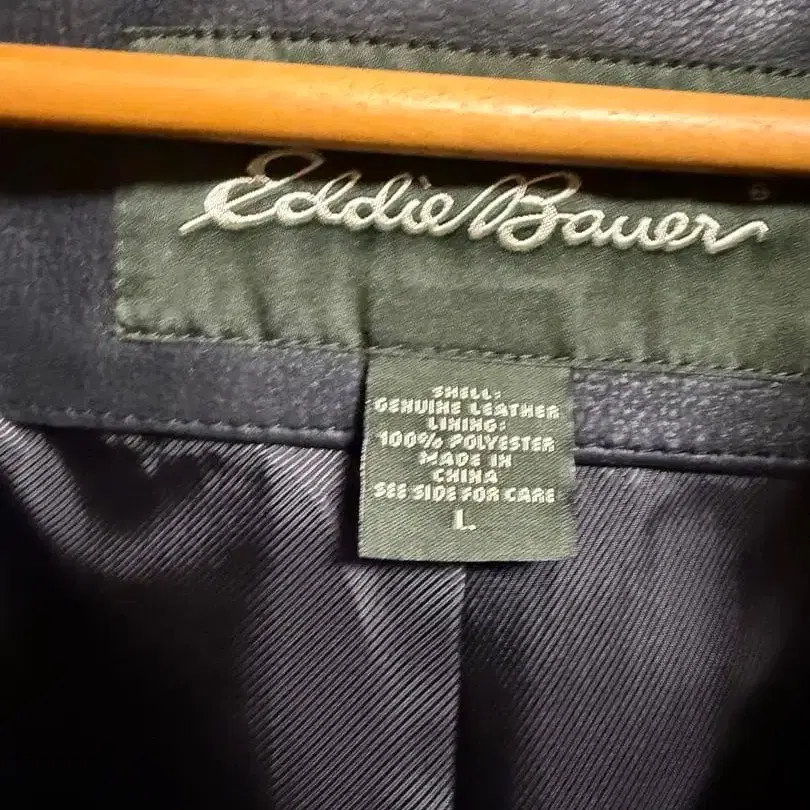 Eddie Bauer
SHELL:
GENUINE LEATHER
LINING:
100% POLYESTER
MADE IN
CHINA
SEE SIDE FOR CARE
L